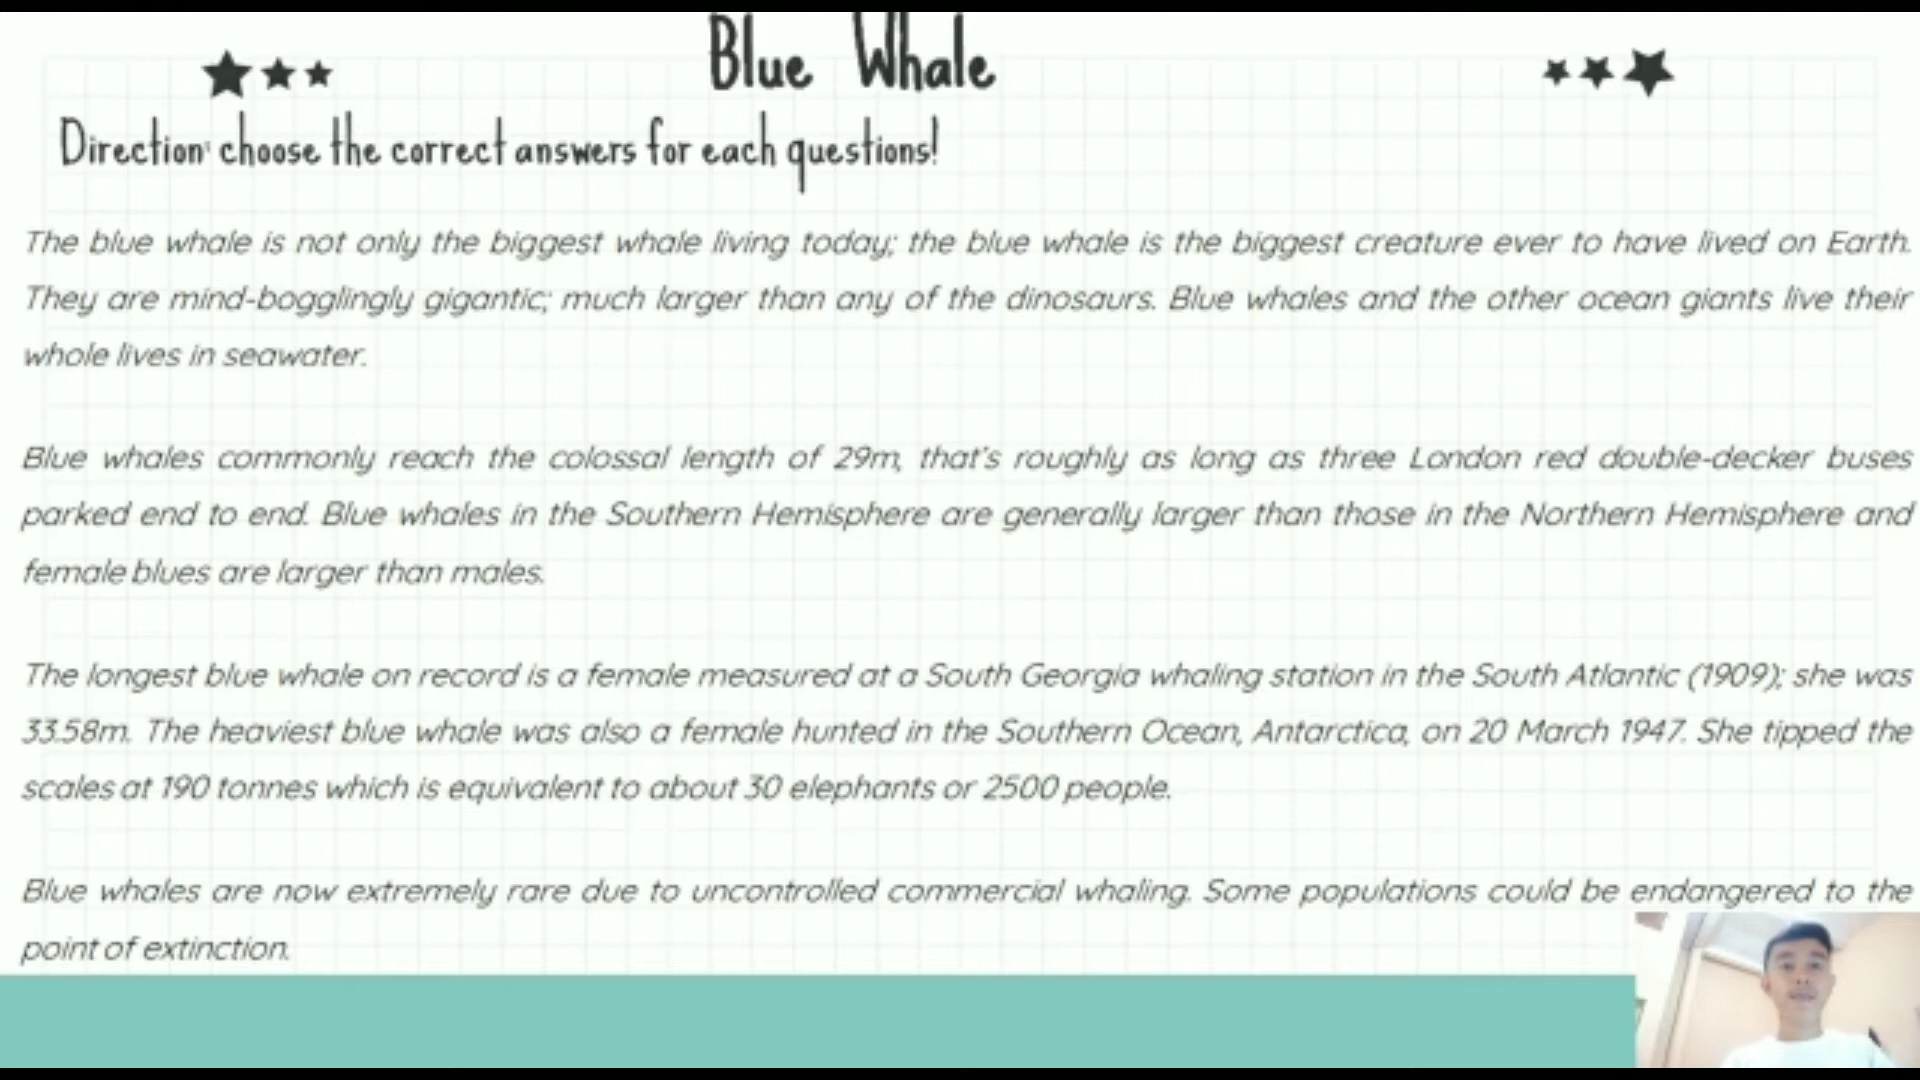 Blue Whale
Direction: choose the correct answers for each questions!
The blue whale is not only the biggest whale living today; the blue whale is the biggest creature ever to have lived on Earth.
They are mind-bogglingly gigantic; much larger than any of the dinosaurs. Blue whales and the other ocean giants live their
whole lives in seawater.
Blue whales commonly reach the colossal length of 29m, that's roughly as long as three London red double-decker buses
parked end to end. Blue whales in the Southern Hemisphere are generally larger than those in the Northern Hemisphere and
female blues are larger than males.
The longest blue whale on record is a female measured at a South Georgia whaling station in the South Atlantic (1909); she was
33.58m. The heaviest blue whale was also a female hunted in the Southern Ocean, Antarctica, on 20 March 1947. She tipped the
scales at 190 tonnes which is equivalent to about 30 elephants or 2500 people.
Blue whales are now extremely rare due to uncontrolled commercial whaling. Some populations could be endangered to the
point of extinction.